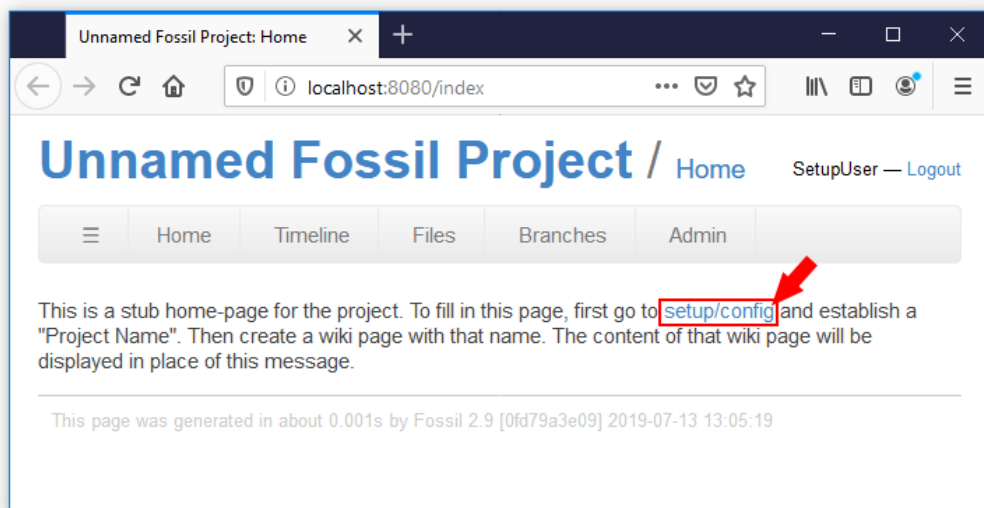 Unnamed Fossil Project: Home
localhost:8080/index
Unnamed Fossil Project / Home
SetupUser — Logout
☰ Home Timeline Files Branches Admin
This is a stub home-page for the project. To fill in this page, first go to setup/config and establish a
"Project Name". Then create a wiki page with that name. The content of that wiki page will be
displayed in place of this message.
This page was generated in about 0.001s by Fossil 2.9 [0fd79a3e09] 2019-07-13 13:05:19